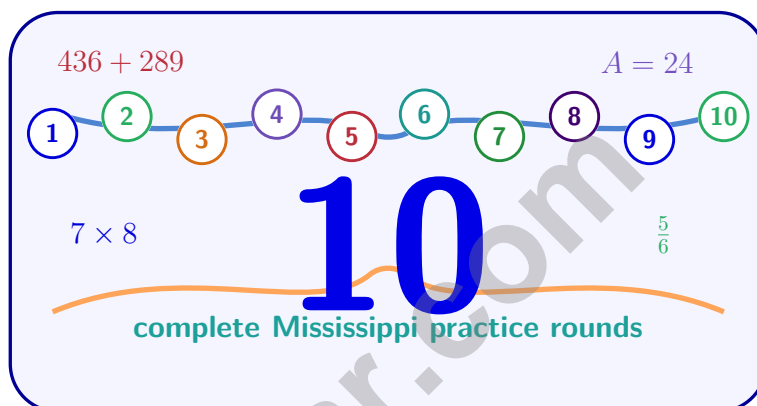 436 + 289
A = 24
1 2 3 4 5 6 7 8 9 10
10
7 × 8
5/6
complete Mississippi practice rounds